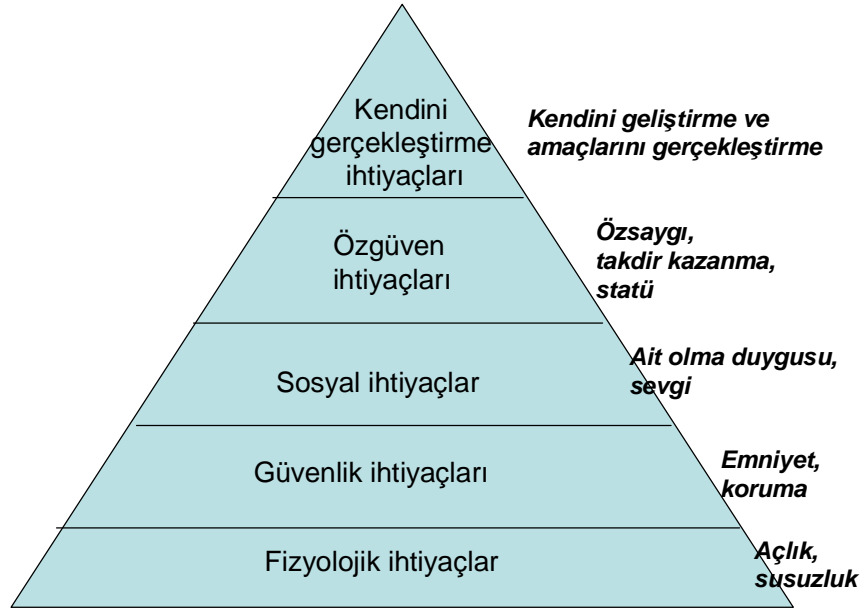 Kendini
gerçekleştirme
ihtiyaçları
Kendini geliştirme ve
amaçlarını gerçekleştirme
Özgüven
ihtiyaçları
Özsaygı,
takdir kazanma,
statü
Sosyal ihtiyaçlar
Ait olma duygusu,
sevgi
Güvenlik ihtiyaçları
Emniyet,
koruma
Fizyolojik ihtiyaçlar
Açlık,
susuzluk